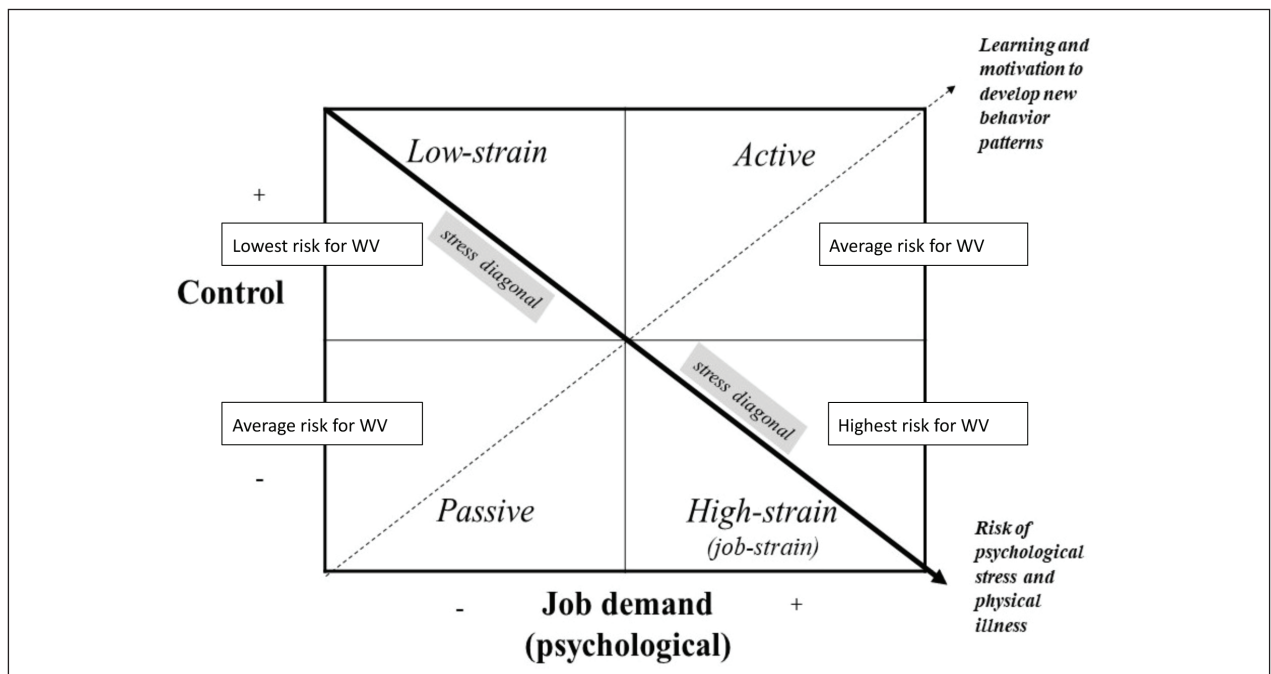 Learning and
motivation to
develop new
behavior
patterns
Low-strain
Active
+
Lowest risk for WV
stress diagonal
Average risk for WV
Control
Average risk for WV
stress diagonal
Highest risk for WV
-
Passive
High-strain
(job-strain)
Risk of
psychological
stress and
physical
illness
-
Job demand
+
(psychological)